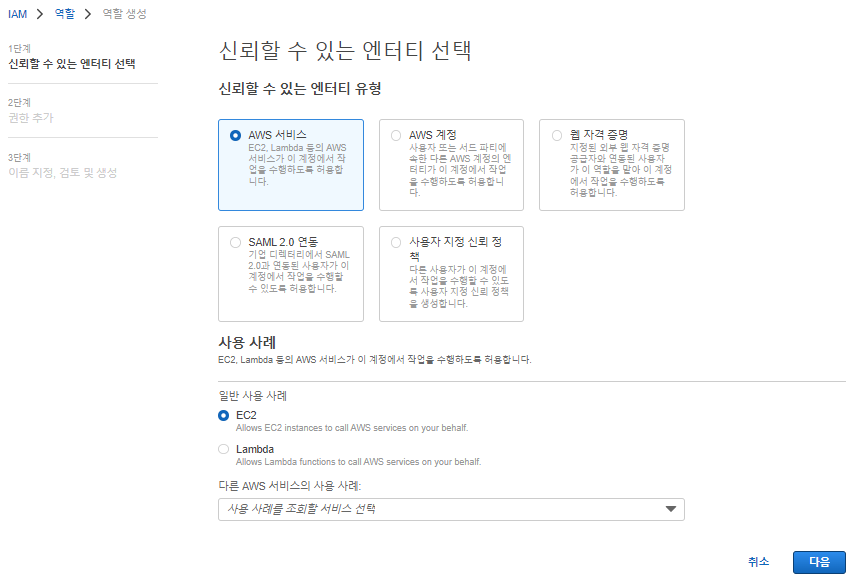 IAM > 역할 > 역할 생성
1단계
신뢰할 수 있는 엔터티 선택
2단계
권한 추가
3단계
이름 지정, 검토 및 생성
신뢰할 수 있는 엔터티 선택
신뢰할 수 있는 엔터티 유형
AWS 서비스
EC2, Lambda 등의 AWS
서비스가 이 계정에서 작
업을 수행하도록 허용합
니다.
AWS 계정
사용자 또는 서드 파티에
속한 다른 AWS 계정의 엔
터티가 이 계정에서 작업
을 수행하도록 허용합니
다.
웹 자격 증명
지정된 외부 웹 자격 증명
공급자와 연동된 사용자
가 이 역할을 맡아 이 계정
에서 작업을 수행하도록
허용합니다.
SAML 2.0 연동
기업 디렉터리에서 SAML
2.0과 연동된 사용자가 이
계정에서 작업을 수행할
수 있도록 허용합니다.
사용자 지정 신뢰 정
책
다른 사용자가 이 계정에
서 작업을 수행할 수 있도
록 사용자 지정 신뢰 정책
을 생성합니다.
사용 사례
EC2, Lambda 등의 AWS 서비스가 이 계정에서 작업을 수행하도록 허용합니다.
일반 사용 사례
EC2
Allows EC2 instances to call AWS services on your behalf.
Lambda
Allows Lambda functions to call AWS services on your behalf.
다른 AWS 서비스의 사용 사례:
사용 사례를 조회할 서비스 선택
취소
다음